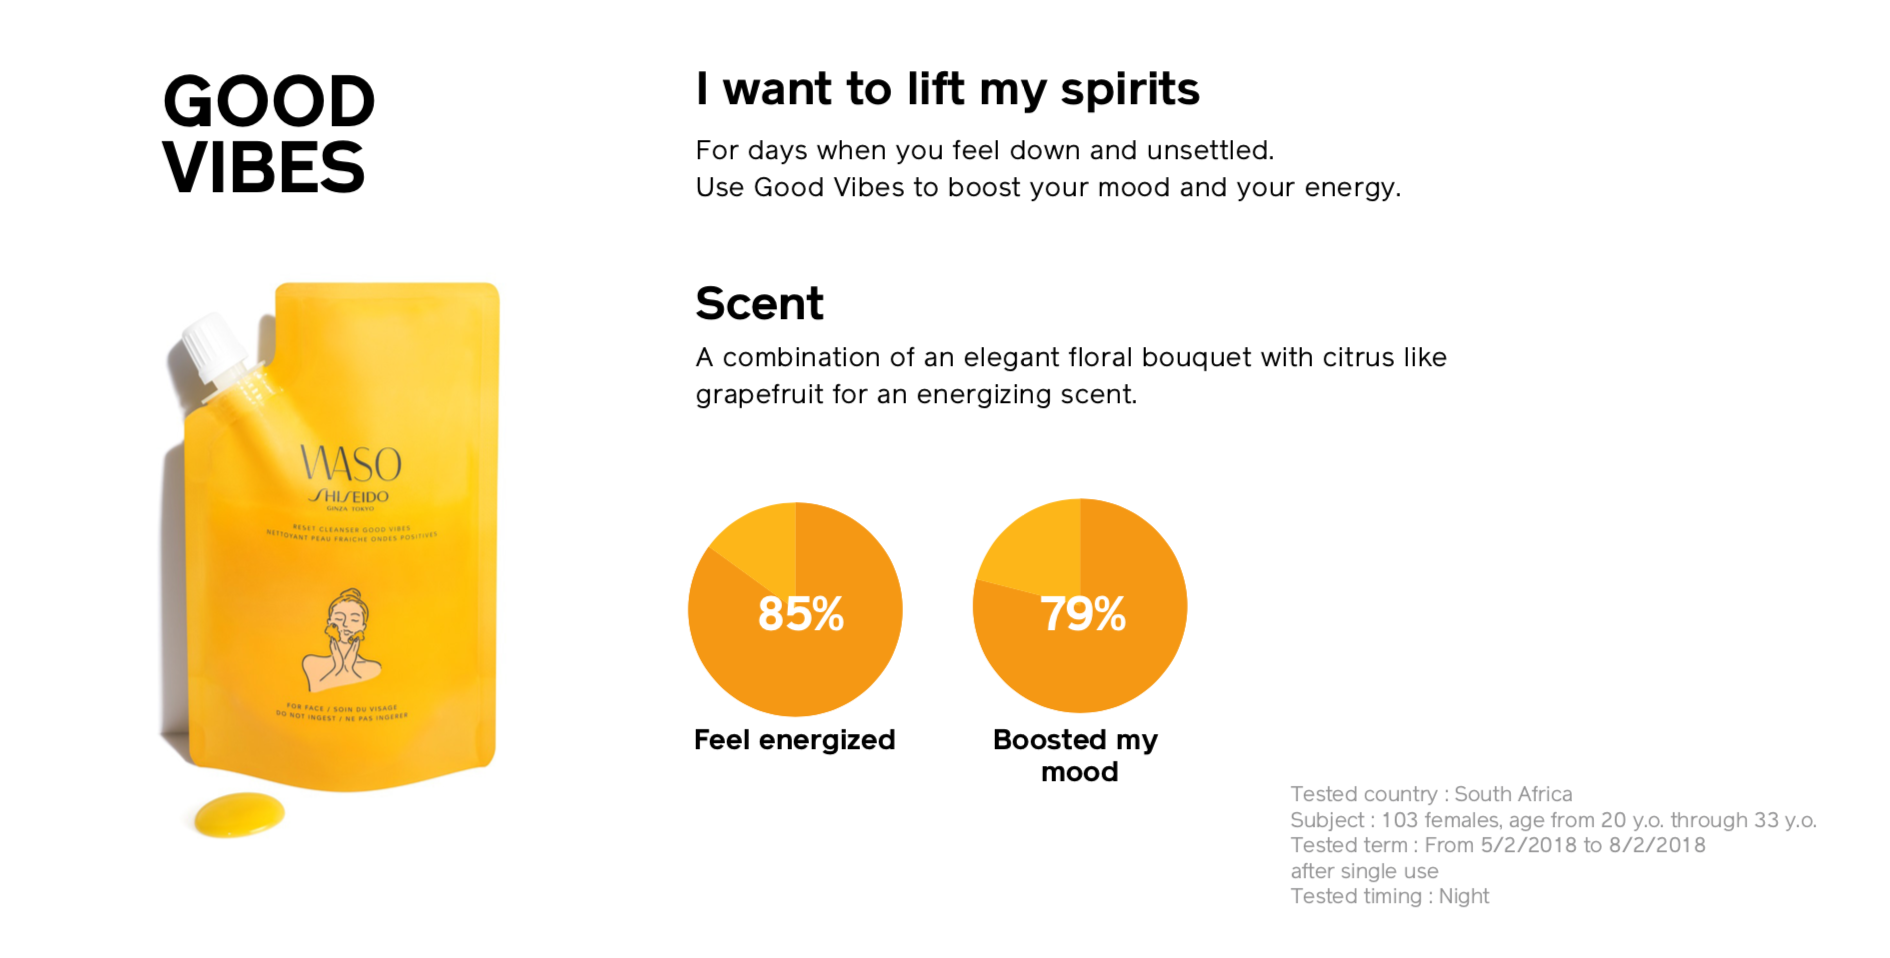 GOOD
VIBES
I want to lift my spirits
For days when you feel down and unsettled.
Use Good Vibes to boost your mood and your energy.
Scent
A combination of an elegant floral bouquet with citrus like
grapefruit for an energizing scent.
WASO
SHISEIDO
GINZA TOKYO
RESET CLEANSER GOOD VIBES
NETTOYANT PEAU FRAICHE ONDES POSITIVES
FOR FACE / SOIN DU VISAGE
DO NOT INGEST / NE PAS INGERER
85%
79%
Feel energized
Boosted my
mood
Tested country : South Africa
Subject : 103 females, age from 20 y.o. through 33 y.o.
Tested term : From 5/2/2018 to 8/2/2018
after single use
Tested timing : Night